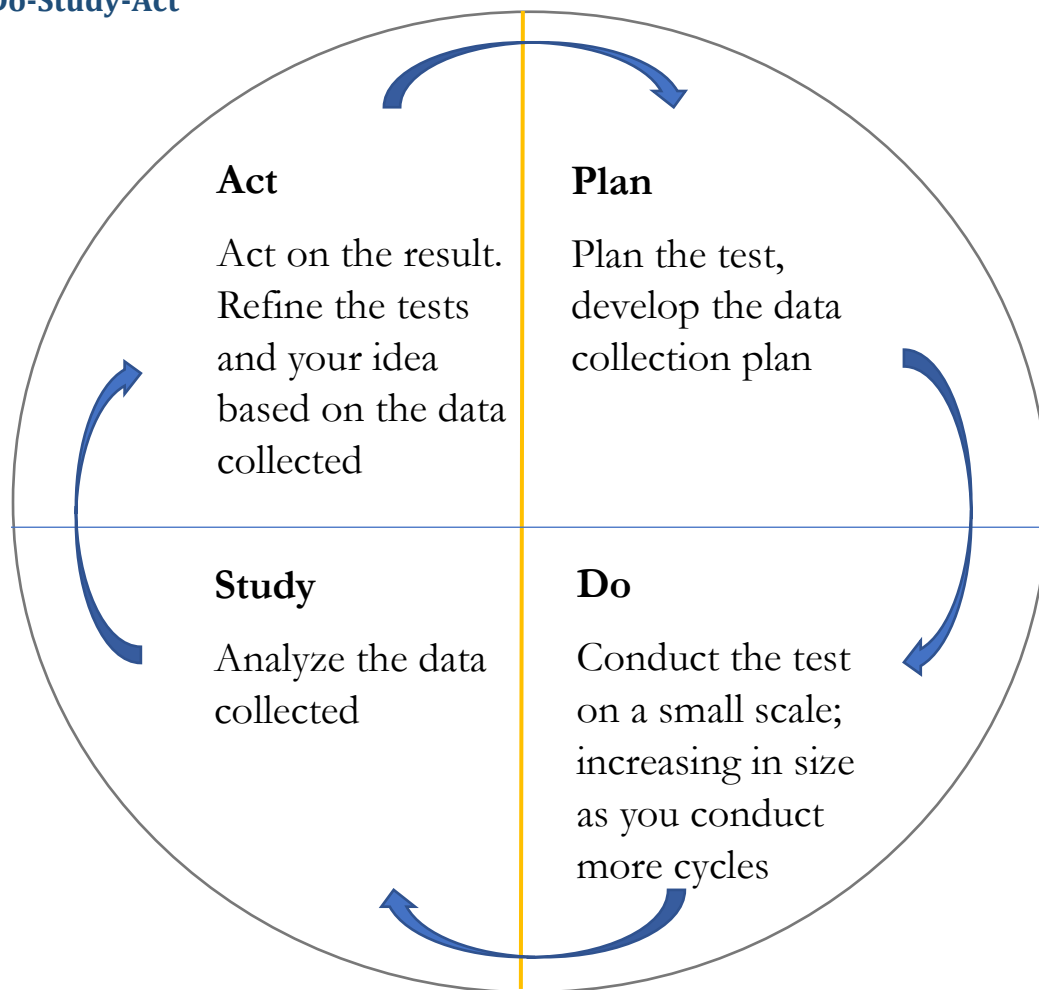 Do-Study-Act
Act
Act on the result.
Refine the tests
and your idea
based on the data
collected
Plan
Plan the test,
develop the data
collection plan
Study
Analyze the data
collected
Do
Conduct the test
on a small scale;
increasing in size
as you conduct
more cycles